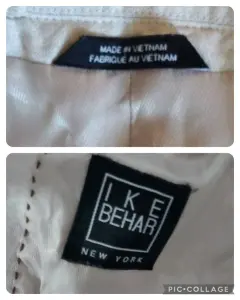 MADE IN VIETNAM
FABRIQUÉ AU VIETNAM
IKE
BEHAR
NEW YORK
PIC•COLLAGE